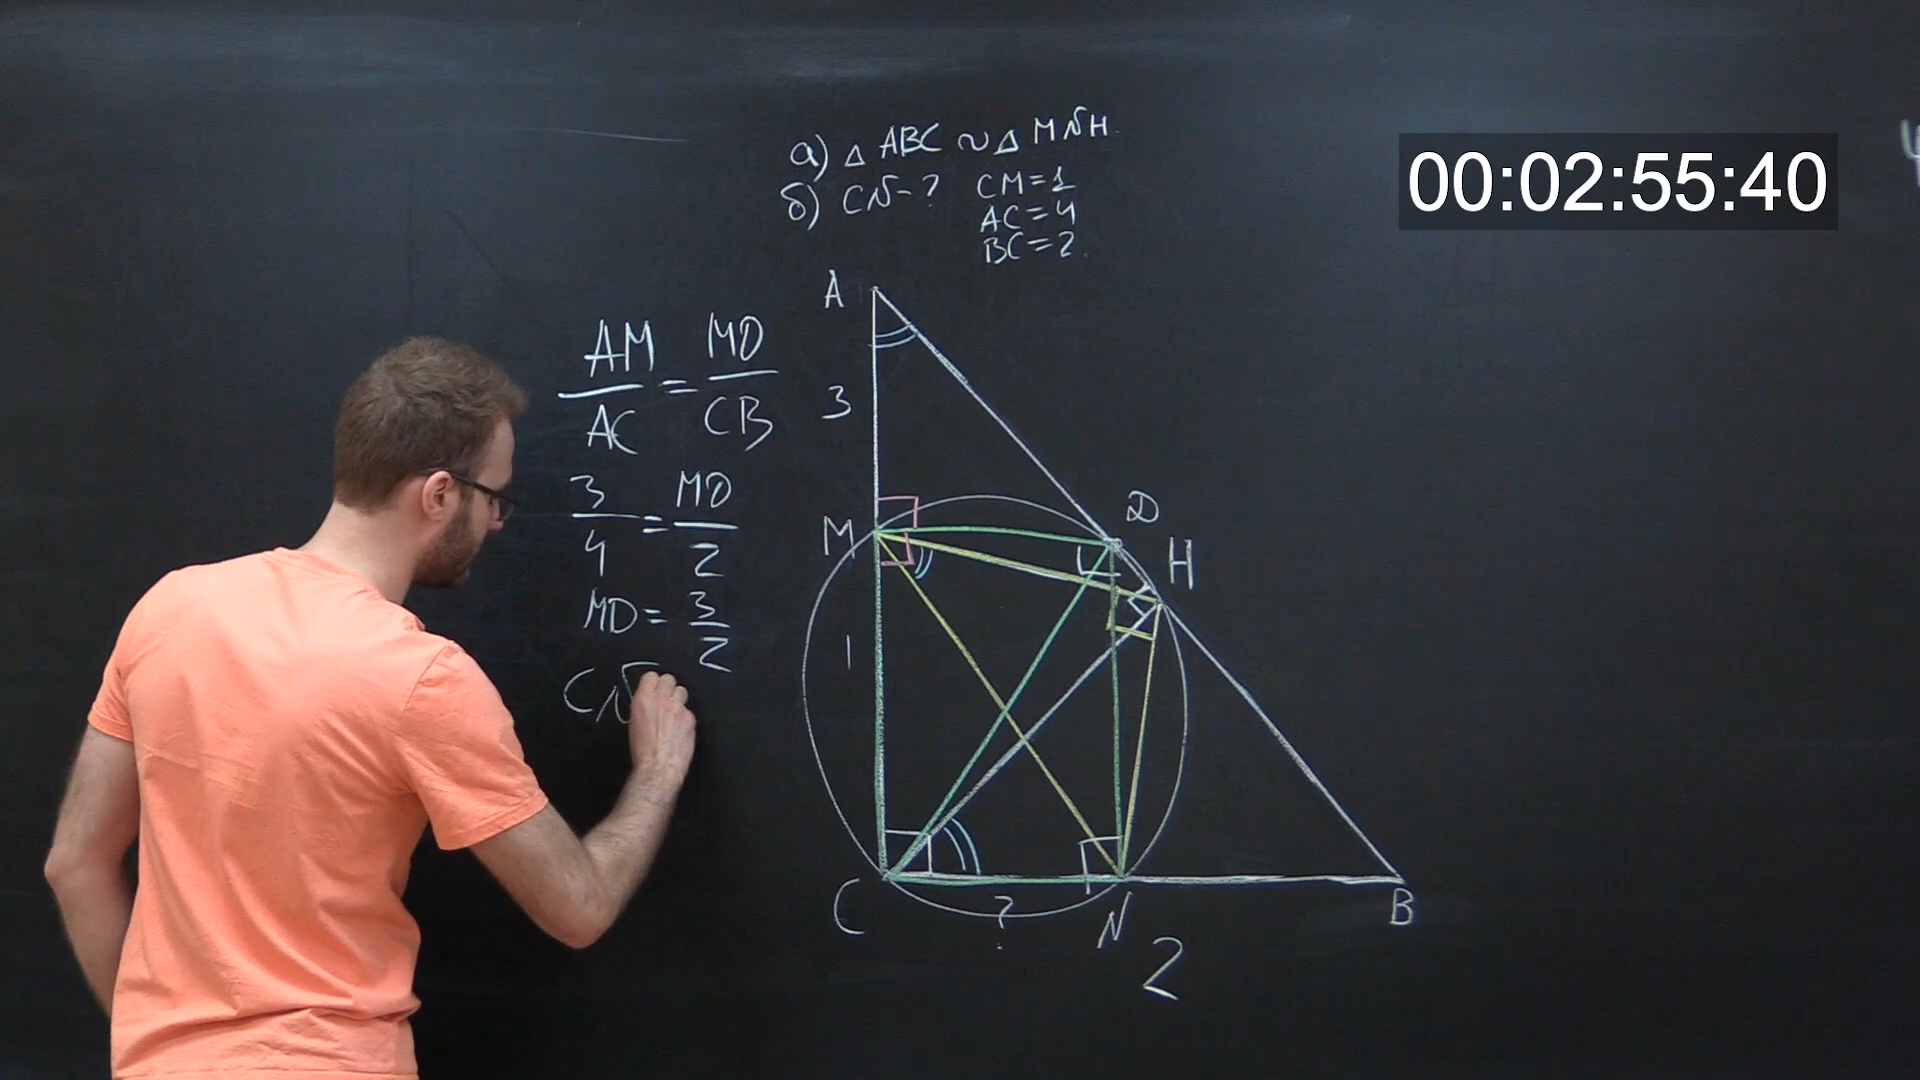 а) △ ABC ~ △ MNH.
б) CN - ? CM = 1
AC = 4
BC = 2.
00:02:55:40
A
AM/AC = MD/CB
3
3/4 = MD/2
M
D
H
MD = 3/2
1
CN
C
?
N
B
2